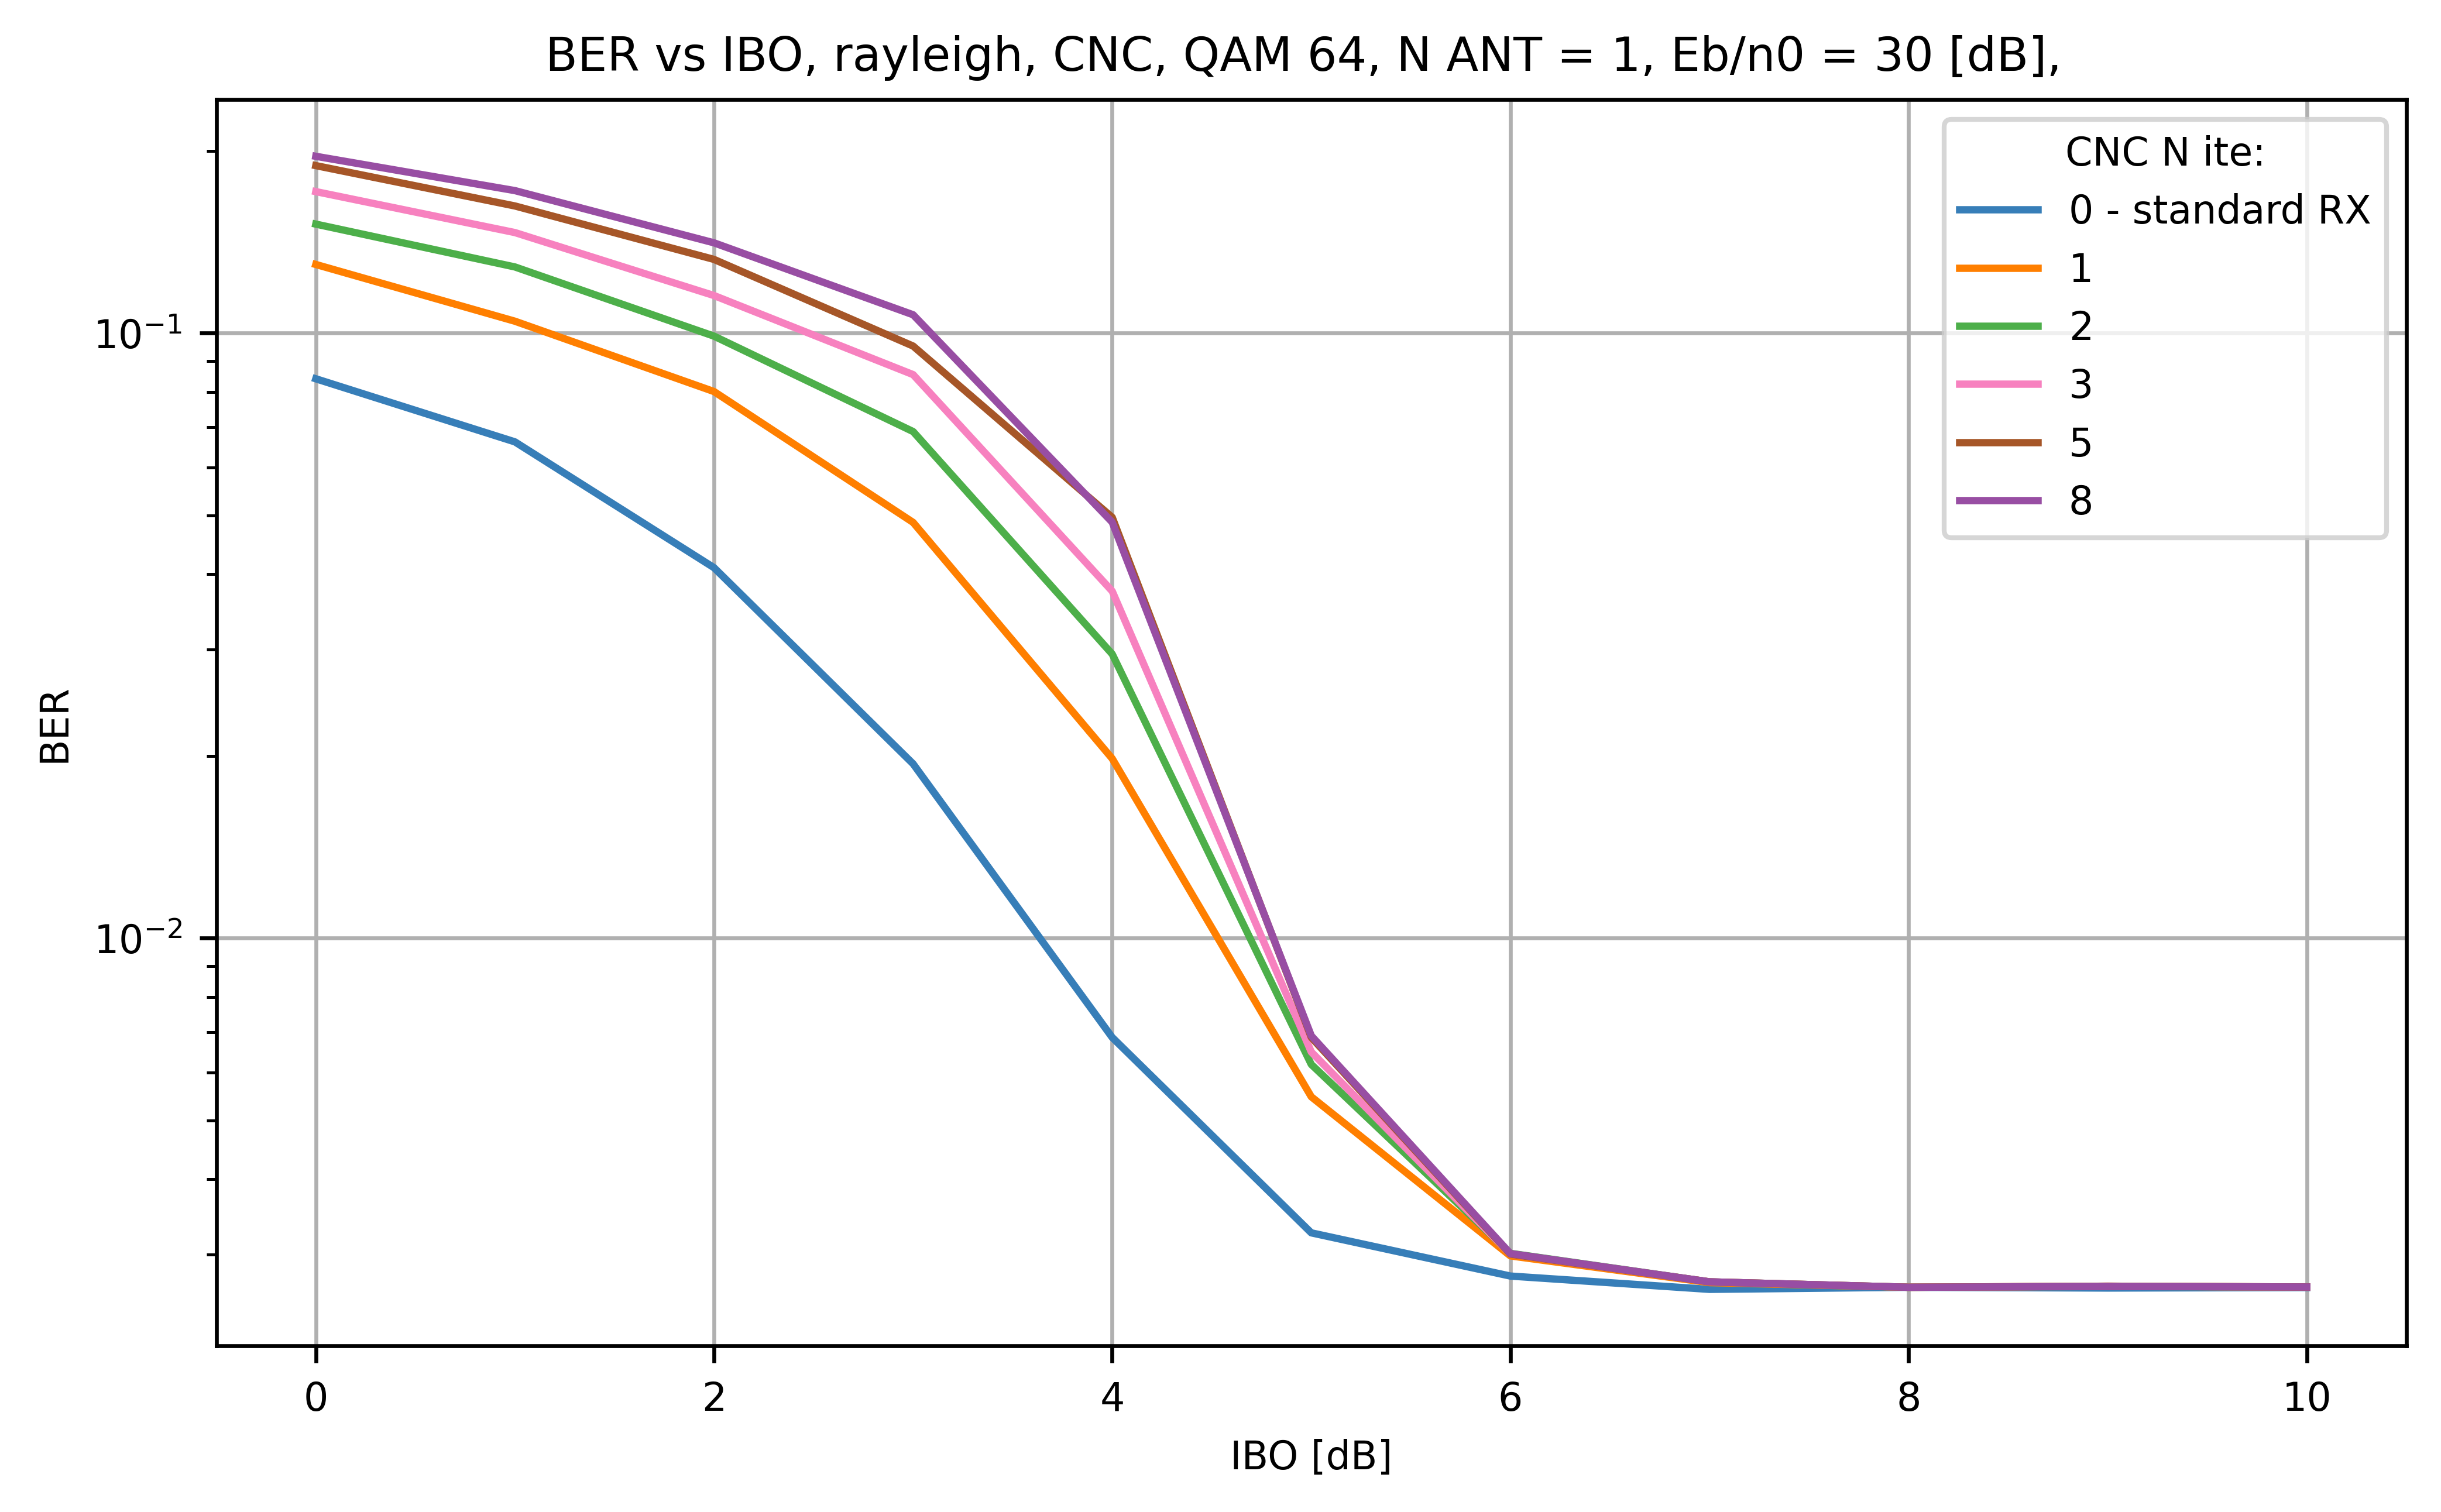 BER vs IBO, rayleigh, CNC, QAM 64, N ANT = 1, Eb/n0 = 30 [dB],
CNC N ite:
0 - standard RX
1
2
3
5
8
BER
10⁻¹
10⁻²
0 2 4 6 8 10
IBO [dB]